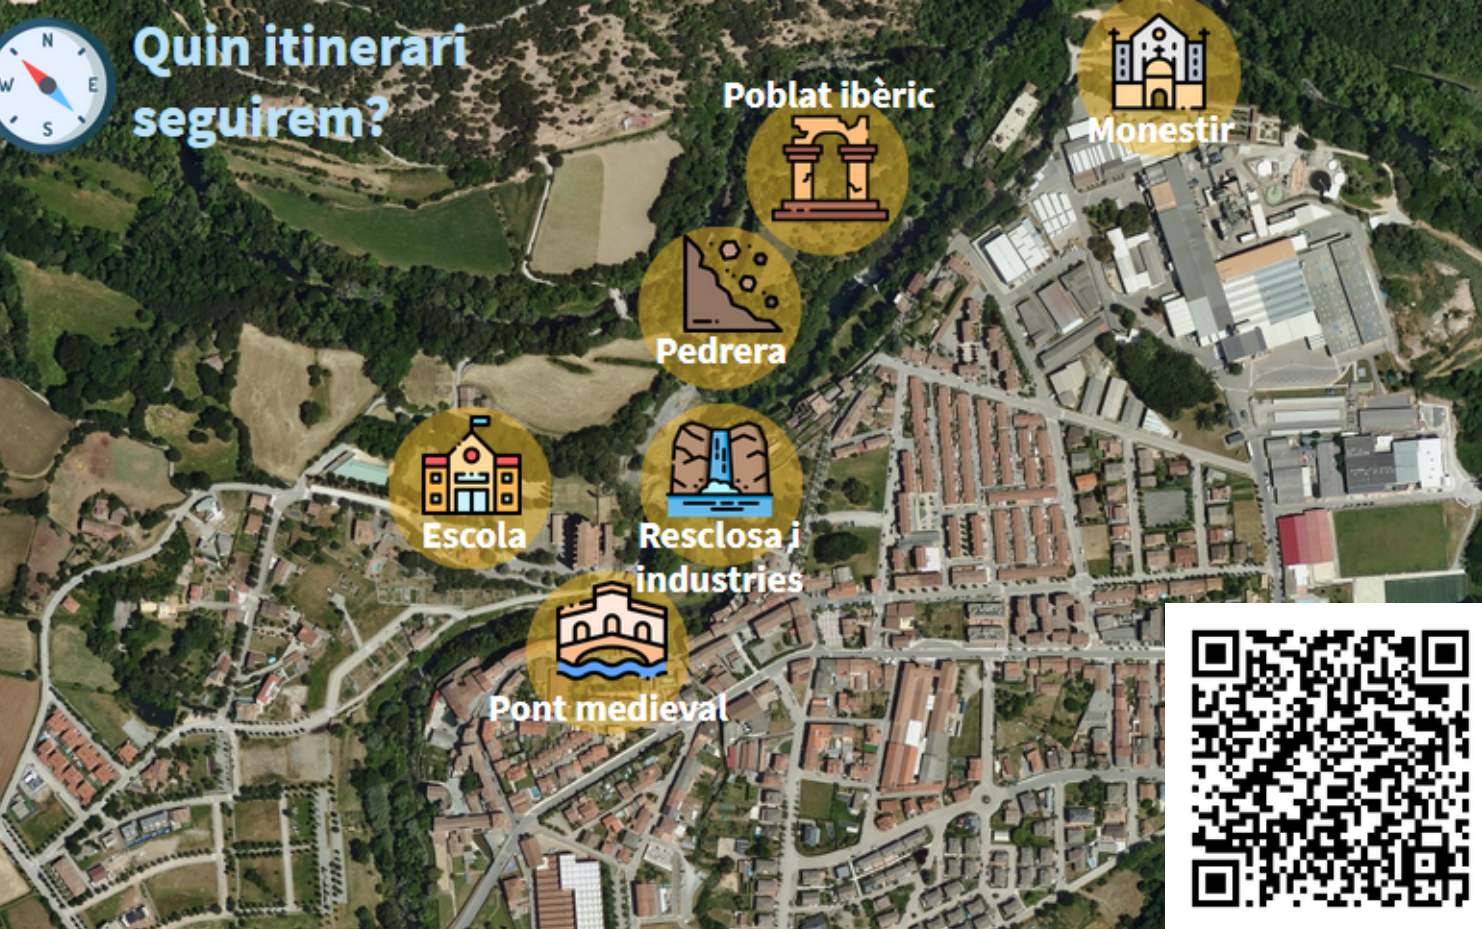 N
W
E
S
Quin itinerari
seguirem?
Poblat ibèric
Monestir
Pedrera
Escola
Resclosa i
industries
Pont medieval